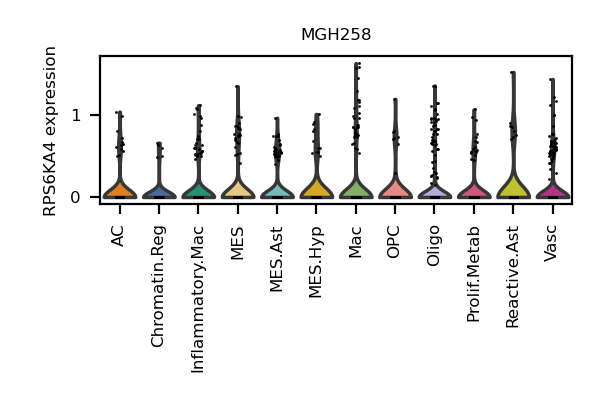 MGH258
RPS6KA4 expression
1
0
AC
Chromatin.Reg
Inflammatory.Mac
MES
MES.Ast
MES.Hyp
Mac
OPC
Oligo
Prolif.Metab
Reactive.Ast
Vasc